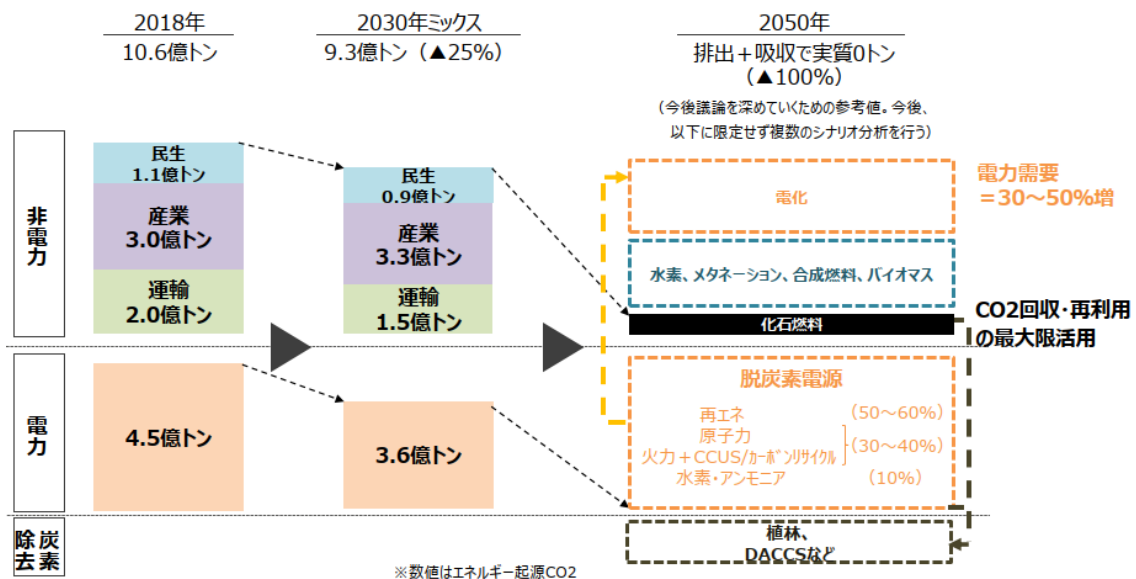 2018年
10.6億トン
2030年ミックス
9.3億トン（▲25%）
2050年
排出＋吸収で実質0トン
（▲100%）
（今後議論を深めていくための参考値。今後、
以下に限定せず複数のシナリオ分析を行う）
非電力
民生
1.1億トン
産業
3.0億トン
運輸
2.0億トン
民生
0.9億トン
産業
3.3億トン
運輸
1.5億トン
電化
電力需要
＝30～50%増
水素、メタネーション、合成燃料、バイオマス
化石燃料
CO2回収・再利用
の最大限活用
電力
4.5億トン
3.6億トン
脱炭素電源
再エネ （50～60%）
原子力
火力＋CCUS/カーボンリサイクル （30～40%）
水素・アンモニア （10%）
炭素除去
植林、
DACCSなど
※数値はエネルギー起源CO2